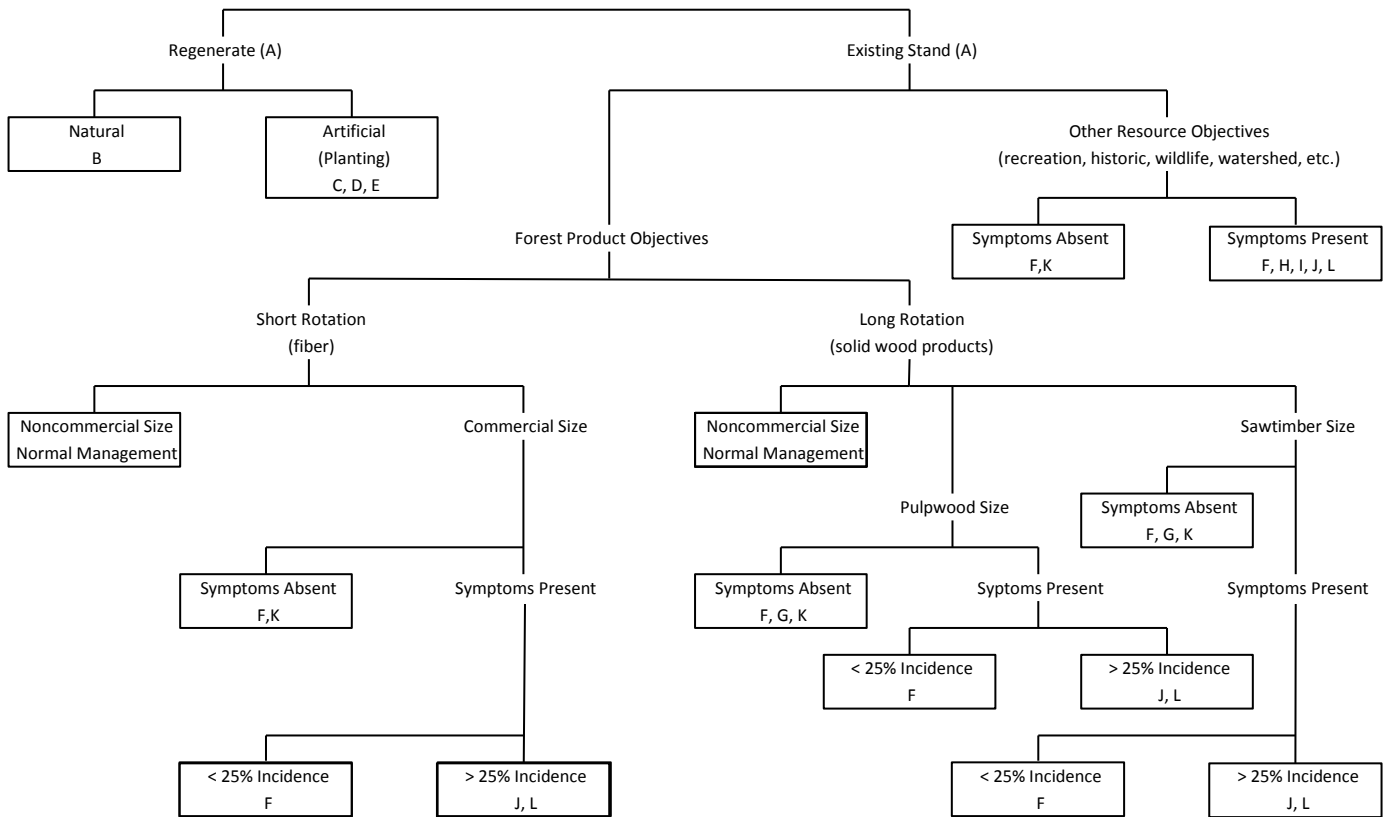 Regenerate (A)
Existing Stand (A)
Natural
B
Artificial
(Planting)
C, D, E
Other Resource Objectives
(recreation, historic, wildlife, watershed, etc.)
Forest Product Objectives
Symptoms Absent
F,K
Symptoms Present
F, H, I, J, L
Short Rotation
(fiber)
Long Rotation
(solid wood products)
Noncommercial Size
Normal Management
Commercial Size
Noncommercial Size
Normal Management
Sawtimber Size
Pulpwood Size
Symptoms Absent
F, G, K
Symptoms Absent
F,K
Symptoms Present
Symptoms Absent
F, G, K
Syptoms Present
Symptoms Present
< 25% Incidence
F
> 25% Incidence
J, L
< 25% Incidence
F
> 25% Incidence
J, L
< 25% Incidence
F
> 25% Incidence
J, L